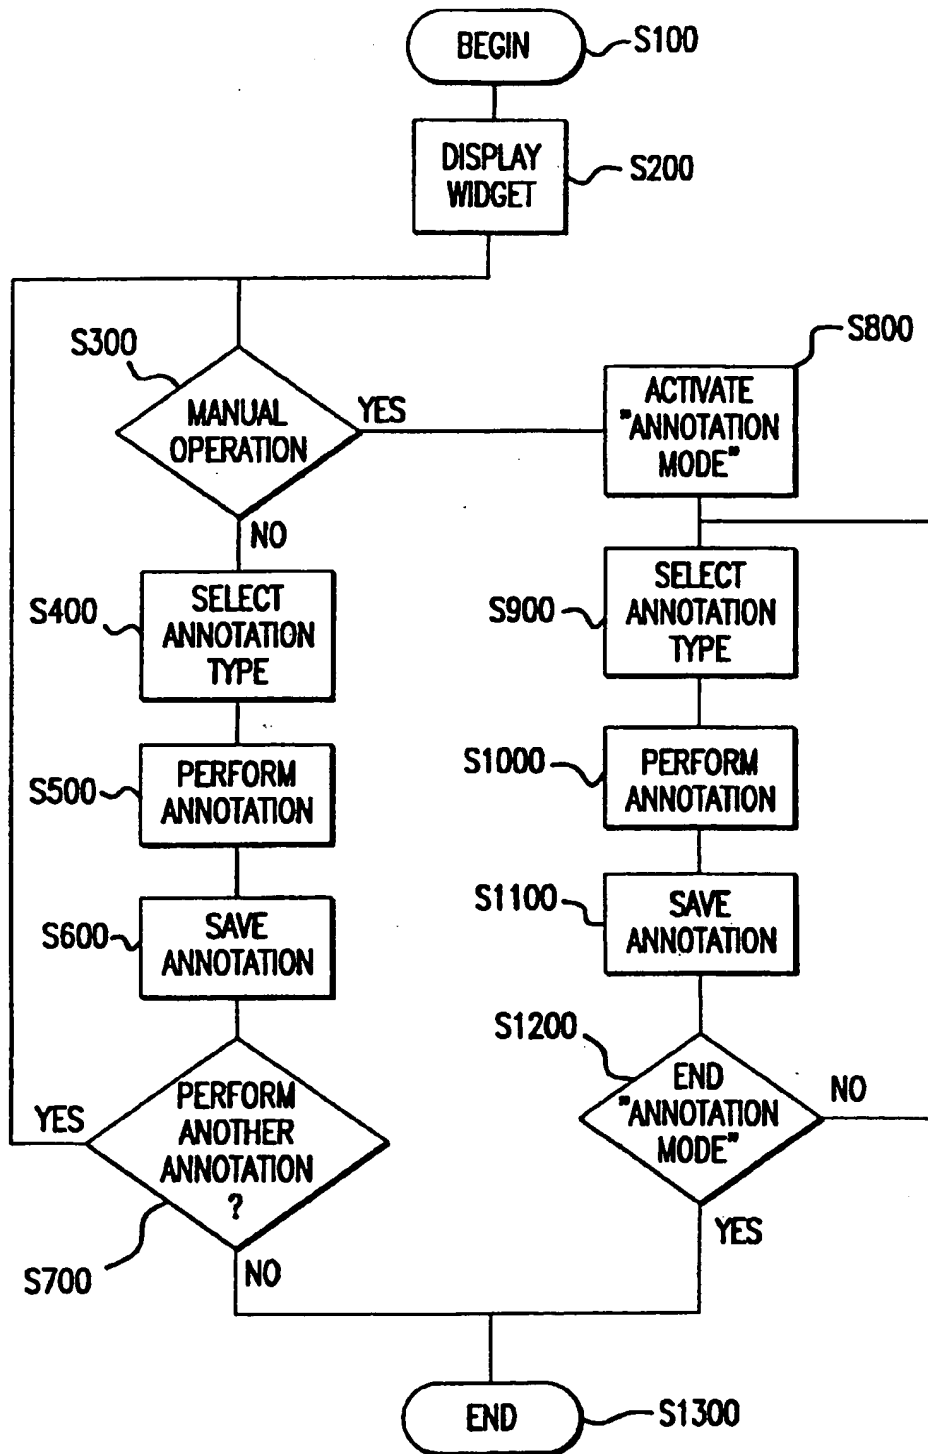 BEGIN
S100
DISPLAY
WIDGET
S200
S300
MANUAL
OPERATION
YES
NO
S400
SELECT
ANNOTATION
TYPE
S500
PERFORM
ANNOTATION
S600
SAVE
ANNOTATION
YES
PERFORM
ANOTHER
ANNOTATION
?
S700
NO
S800
ACTIVATE
"ANNOTATION
MODE"
S900
SELECT
ANNOTATION
TYPE
S1000
PERFORM
ANNOTATION
S1100
SAVE
ANNOTATION
S1200
END
"ANNOTATION
MODE"
NO
YES
END
S1300